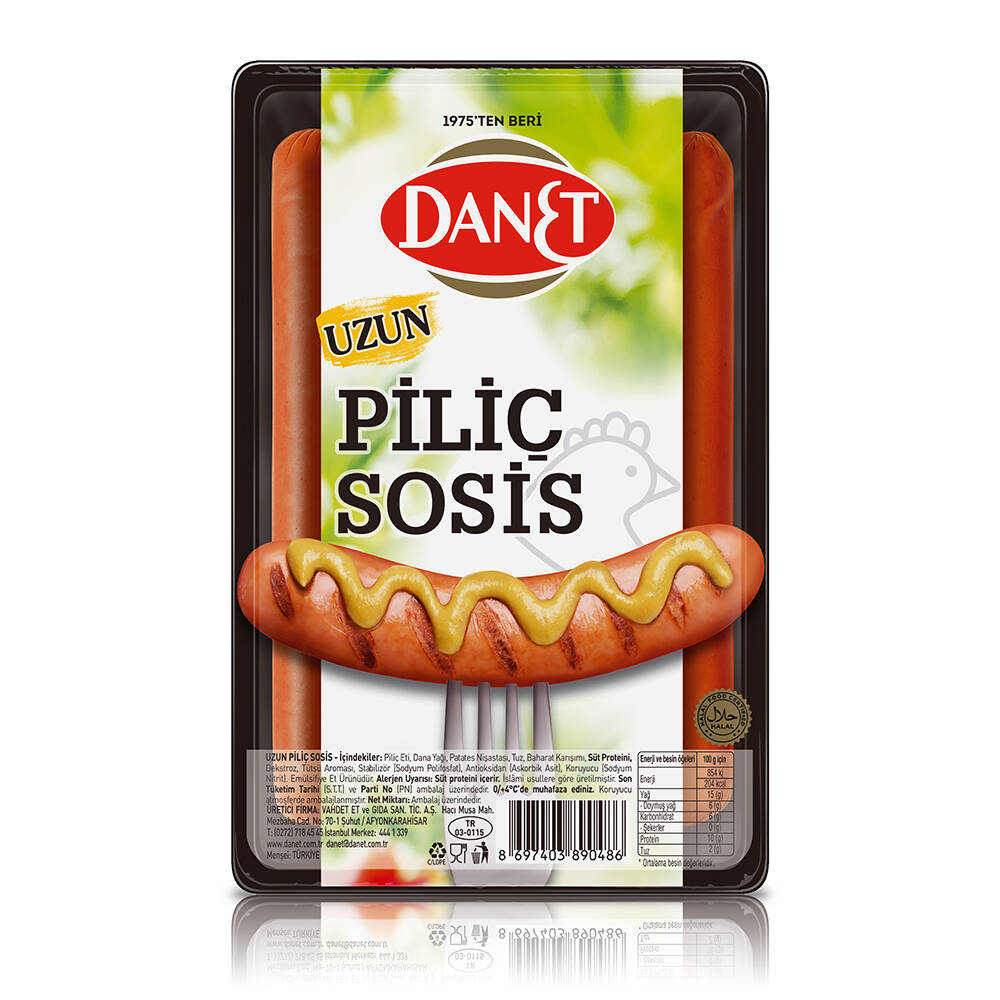 1975'TEN BERİ
DANET
UZUN
PİLİÇ
SOSİS
HALAL FOOD CERTIFIED
حلال
HALAL
UZUN PİLİÇ SOSİS - İçindekiler: Piliç Eti, Dana Yağı, Patates Nişastası, Tuz, Baharat Karışımı, Süt Proteini,
Dekstroz, Tütsü Aroması, Stabilizör (Sodyum Polifosfat), Antioksidan (Askorbik Asit), Koruyucu (Sodyum
Nitrit). Emülsifiye Et Ürünüdür. Alerjen Uyarısı: Süt proteini içerir. İslâmi usullere göre üretilmiştir. Son
Tüketim Tarihi (S.T.T.) ve Parti No (PN) ambalaj üzerindedir. 0/+4°C'de muhafaza ediniz. Koruyucu
atmosferde ambalajlanmıştır. Net Miktarı: Ambalaj üzerindedir.
ÜRETİCİ FİRMA: VAHDET ET ve GIDA SAN. TİC. A.Ş. Hacı Musa Mah.
Mezbaha Cad. No: 70-1 Şuhut / AFYONKARAHİSAR
T: (0272) 718 45 45 İstanbul Merkez: 444 1 339
www.danet.com.tr danet@danet.com.tr
Menşei: TÜRKİYE
TR
03-0115
C/LDPE
8 697403 890486
Enerji ve besin öğeleri 100 g için
854 kj
Enerji 204 kcal
Yağ 15 (g)
- Doymuş yağ 6 (g)
Karbonhidrat 6 (g)
- Şekerler 0 (g)
Protein 10 (g)
Tuz 2 (g)
* Ortalama besin değerleridir.